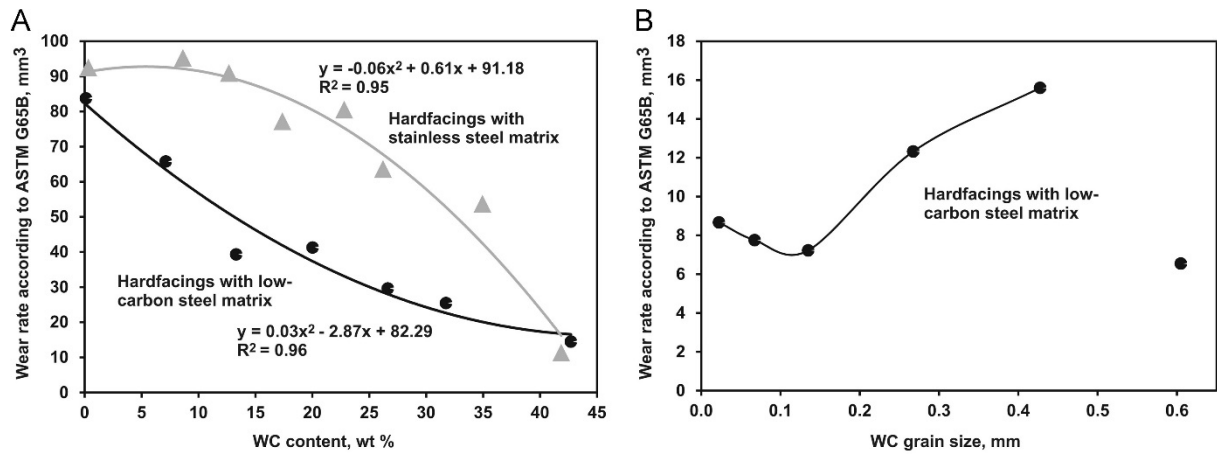 A
Wear rate according to ASTM G65B, mm³
100
90
80
70
60
50
40
30
20
10
0
y = -0.06x² + 0.61x + 91.18
R² = 0.95
Hardfacings with
stainless steel matrix
Hardfacings with low-
carbon steel matrix
y = 0.03x² - 2.87x + 82.29
R² = 0.96
0 5 10 15 20 25 30 35 40 45
WC content, wt %
B
Wear rate according to ASTM G65B, mm³
18
16
14
12
10
8
6
4
2
0
Hardfacings with low-
carbon steel matrix
0.0 0.1 0.2 0.3 0.4 0.5 0.6
WC grain size, mm